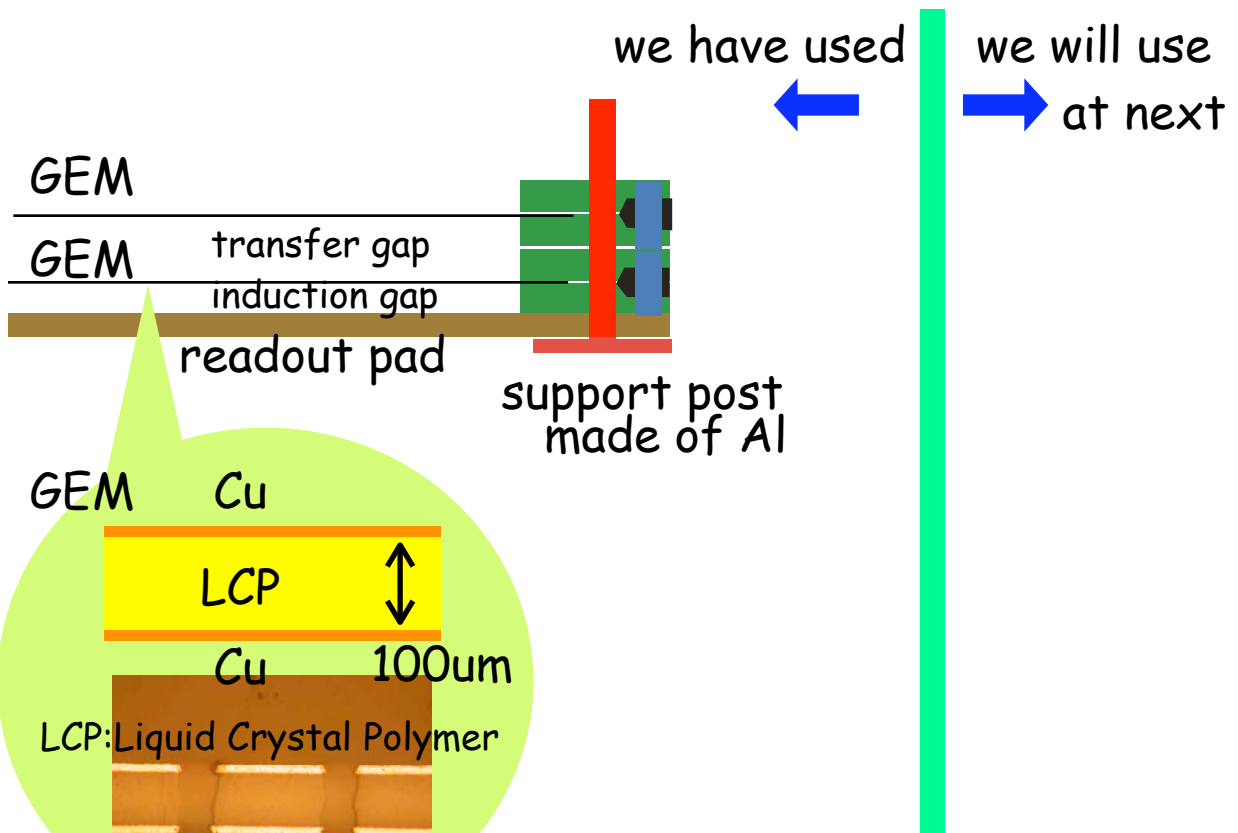 we have used
we will use
at next
GEM
transfer gap
GEM
induction gap
readout pad
support post
made of Al
GEM
Cu
LCP
Cu
100um
LCP:Liquid Crystal Polymer